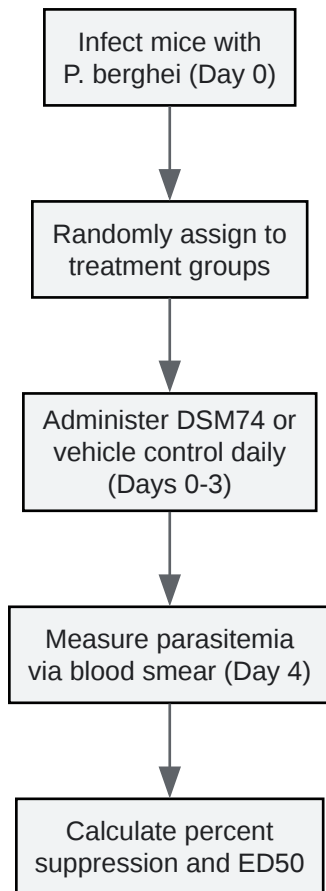 Infect mice with
P. berghei (Day 0)
Randomly assign to
treatment groups
Administer DSM74 or
vehicle control daily
(Days 0-3)
Measure parasitemia
via blood smear (Day 4)
Calculate percent
suppression and ED50